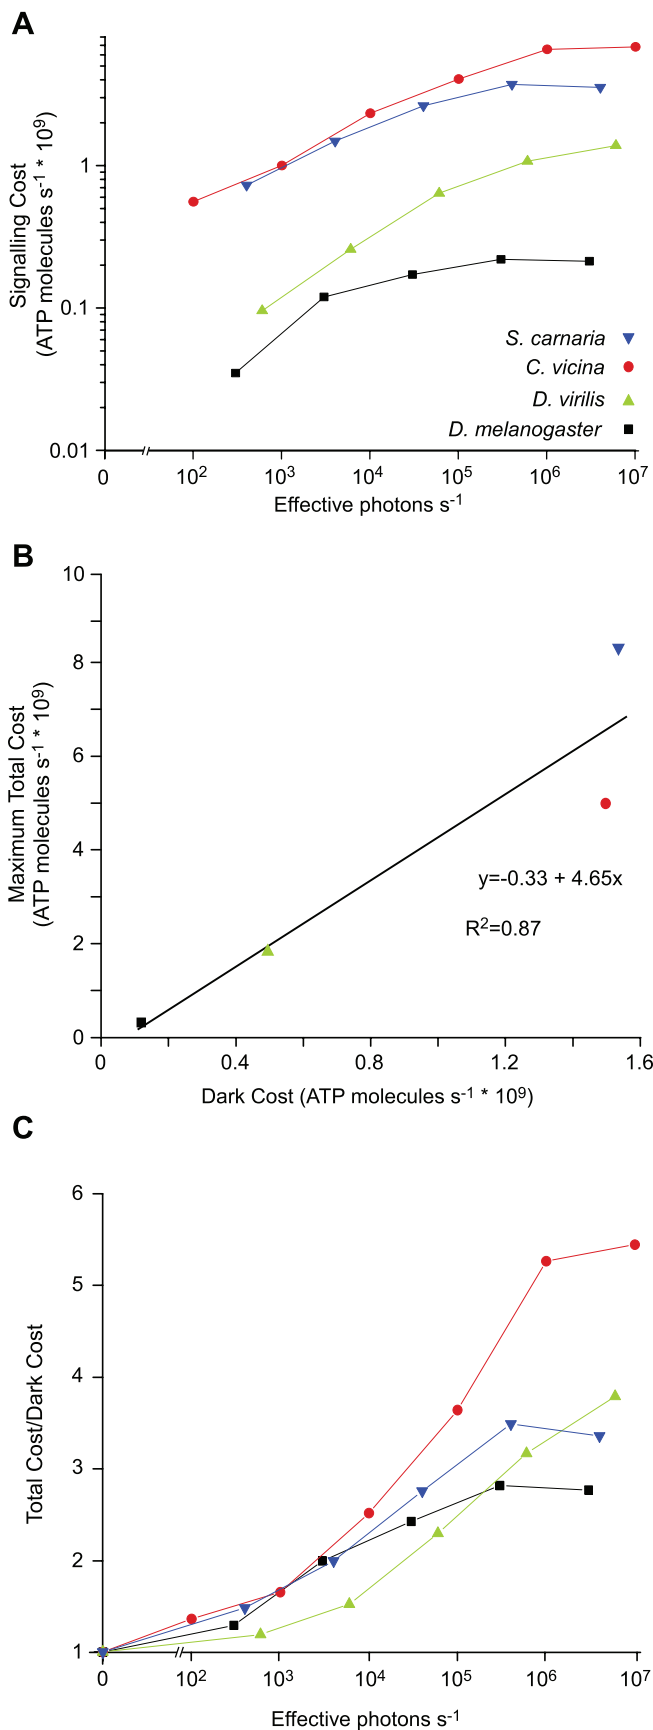 A
Signalling Cost
(ATP molecules s⁻¹ * 10⁹)
1
0.1
0.01
S. carnaria
C. vicina
D. virilis
D. melanogaster
0 10² 10³ 10⁴ 10⁵ 10⁶ 10⁷
Effective photons s⁻¹
B
Maximum Total Cost
(ATP molecules s⁻¹ * 10⁹)
10
8
6
4
2
0
y=-0.33 + 4.65x
R²=0.87
0 0.4 0.8 1.2 1.6
Dark Cost (ATP molecules s⁻¹ * 10⁹)
C
Total Cost/Dark Cost
6
5
4
3
2
1
0 10² 10³ 10⁴ 10⁵ 10⁶ 10⁷
Effective photons s⁻¹